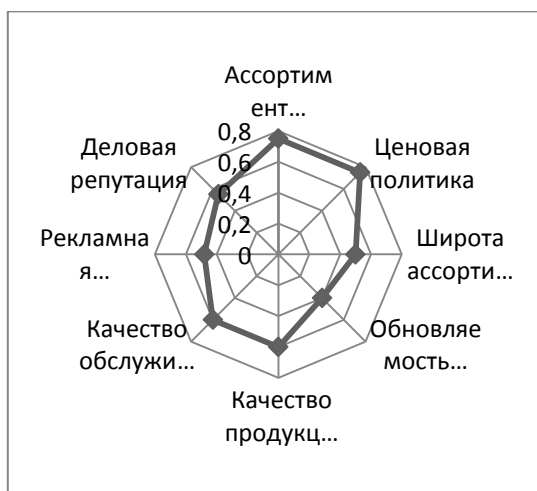 Ассортим
ент...
0,8
0,6
0,4
0,2
0
Ценовая
политика
Широта
ассорти...
Обновляе
мость...
Качество
продукц...
Качество
обслужи...
Рекламна
я...
Деловая
репутация